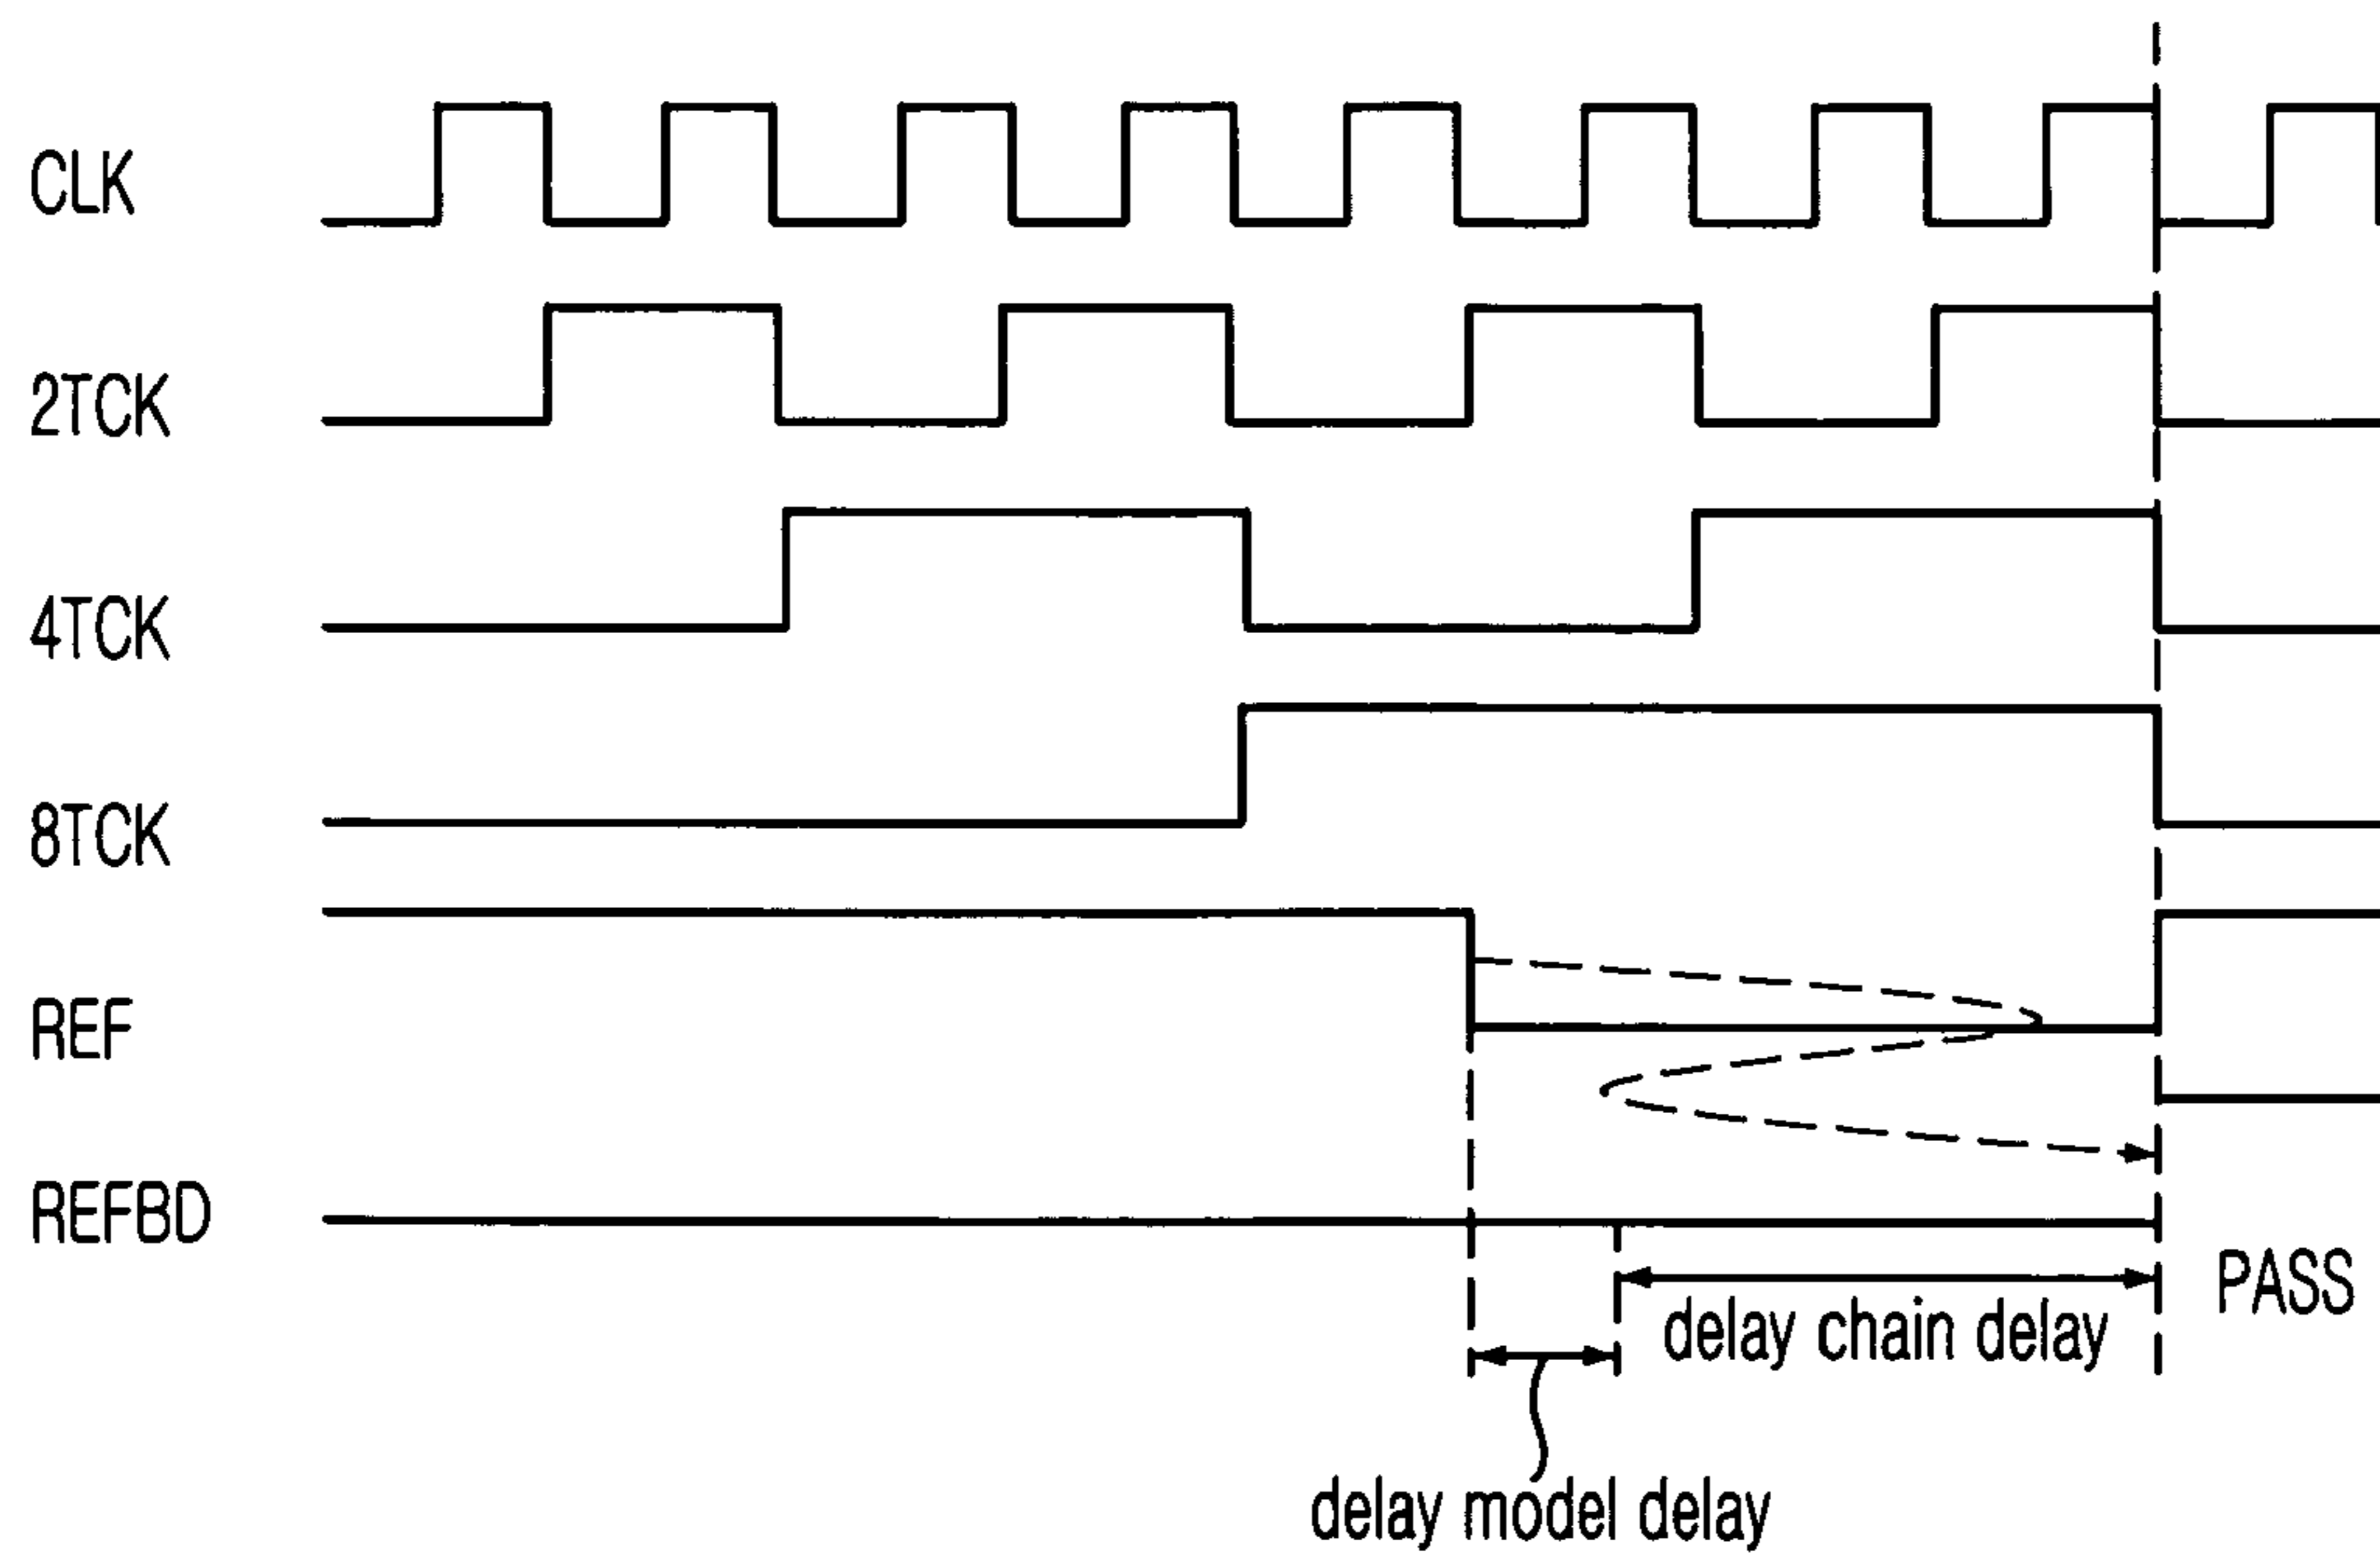 CLK
2TCK
4TCK
8TCK
REF
REFBD
PASS
delay chain delay
delay model delay